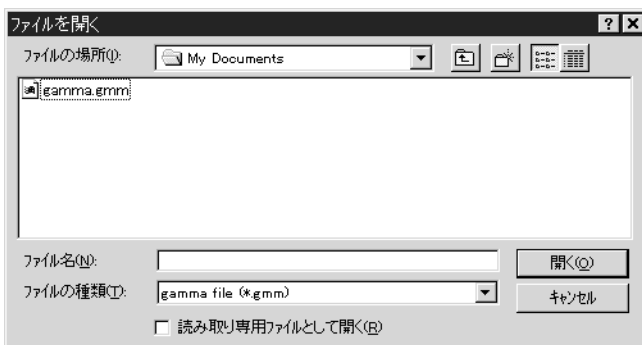 ファイルを開く
ファイルの場所(I):
My Documents
gamma.gmm
ファイル名(N):
開く(O)
ファイルの種類(T):
gamma file (*.gmm)
キャンセル
読み取り専用ファイルとして開く(R)